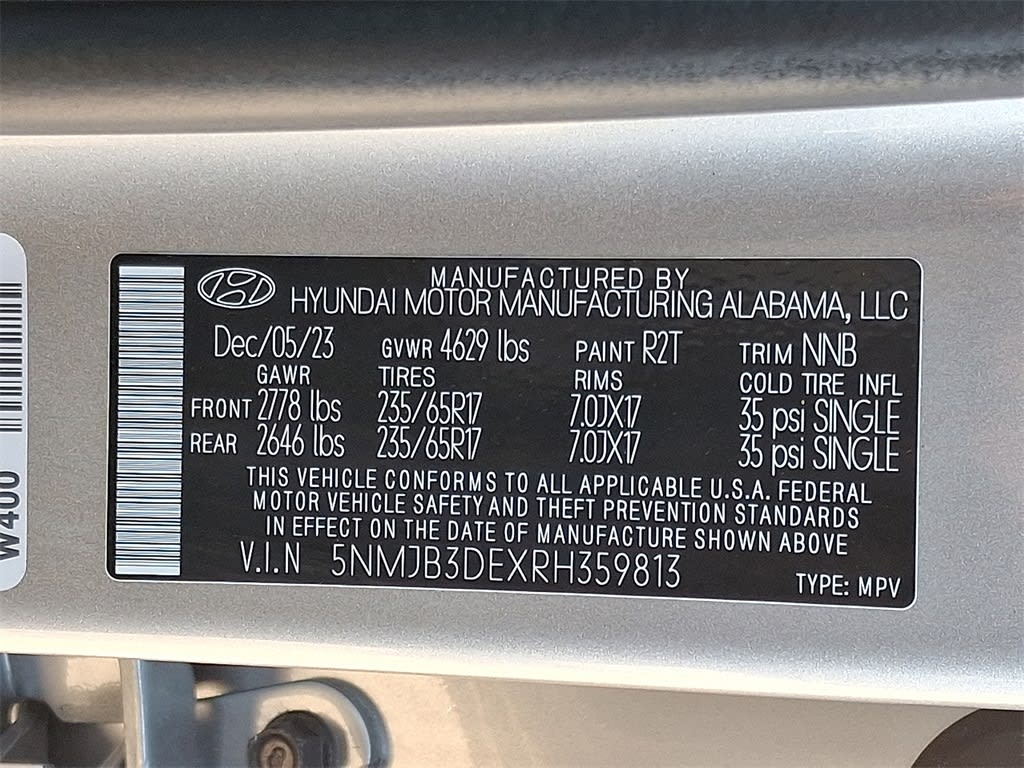 MANUFACTURED BY
HYUNDAI MOTOR MANUFACTURING ALABAMA, LLC
Dec/05/23 GVWR 4629 lbs PAINT R2T TRIM NNB
GAWR TIRES RIMS COLD TIRE INFL
FRONT 2778 lbs 235/65R17 7.0JX17 35 psi SINGLE
REAR 2646 lbs 235/65R17 7.0JX17 35 psi SINGLE
THIS VEHICLE CONFORMS TO ALL APPLICABLE U.S.A. FEDERAL
MOTOR VEHICLE SAFETY AND THEFT PREVENTION STANDARDS
IN EFFECT ON THE DATE OF MANUFACTURE SHOWN ABOVE
V.I.N 5NMJB3DEXRH359813 TYPE: MPV
W400